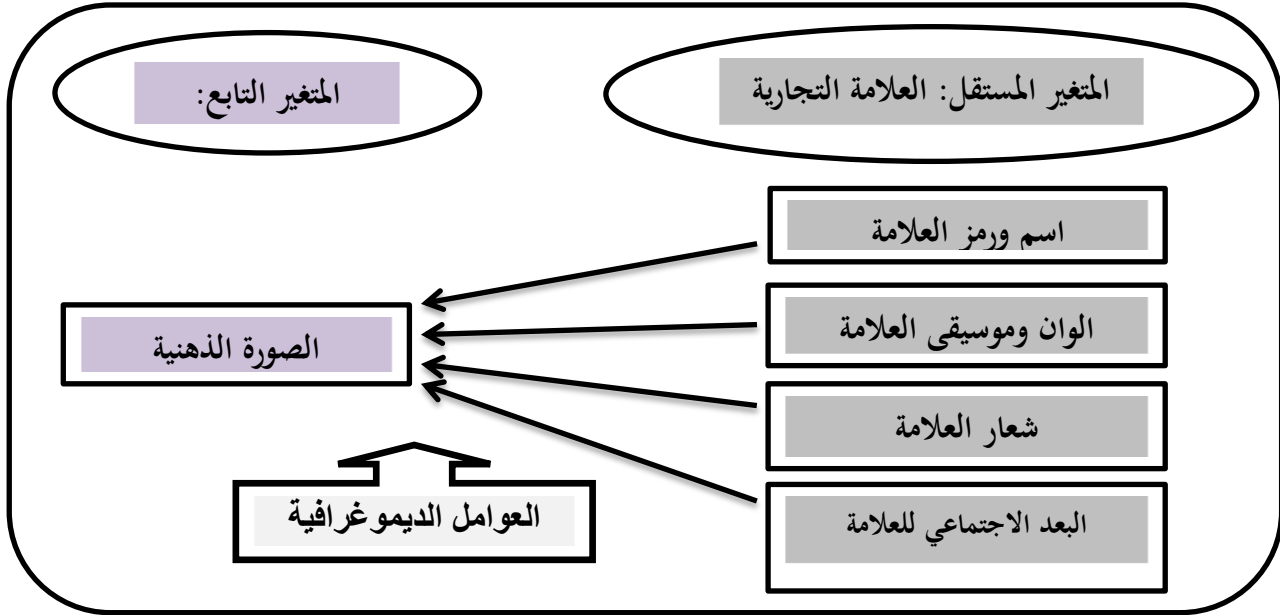 المتغير المستقل: العلامة التجارية
المتغير التابع:
اسم ورمز العلامة
الوان وموسيقى العلامة
شعار العلامة
البعد الاجتماعي للعلامة
الصورة الذهنية
العوامل الديموغرافية